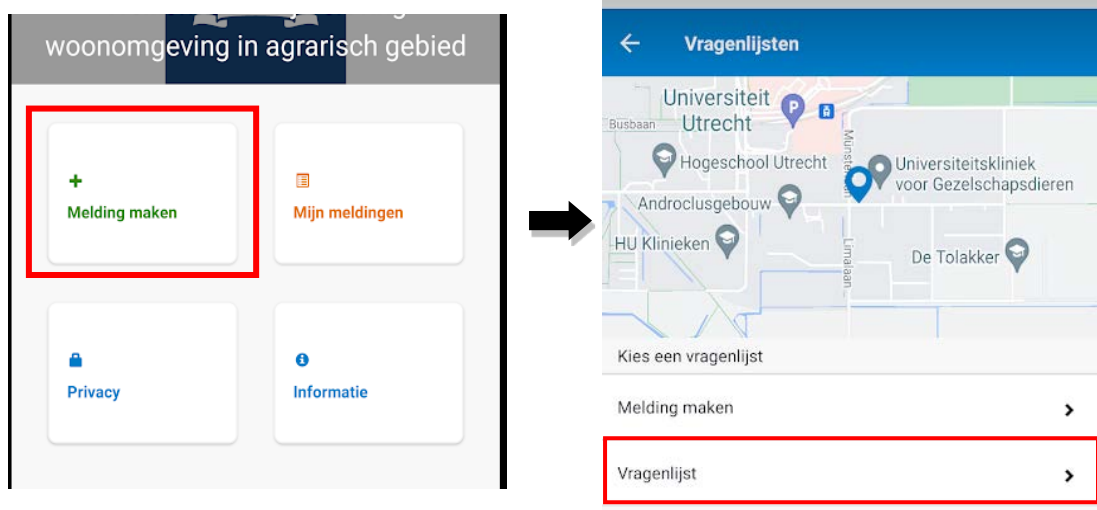 woonomgeving in agrarisch gebied
Melding maken
Mijn meldingen
Privacy
Informatie
Vragenlijsten
Universiteit
Utrecht
P
Busbaan
Hogeschool Utrecht
Universiteitskliniek
voor Gezelschapsdieren
Androclusgebouw
HU Klinieken
Limalaan
De Tolakker
Kies een vragenlijst
Melding maken
Vragenlijst